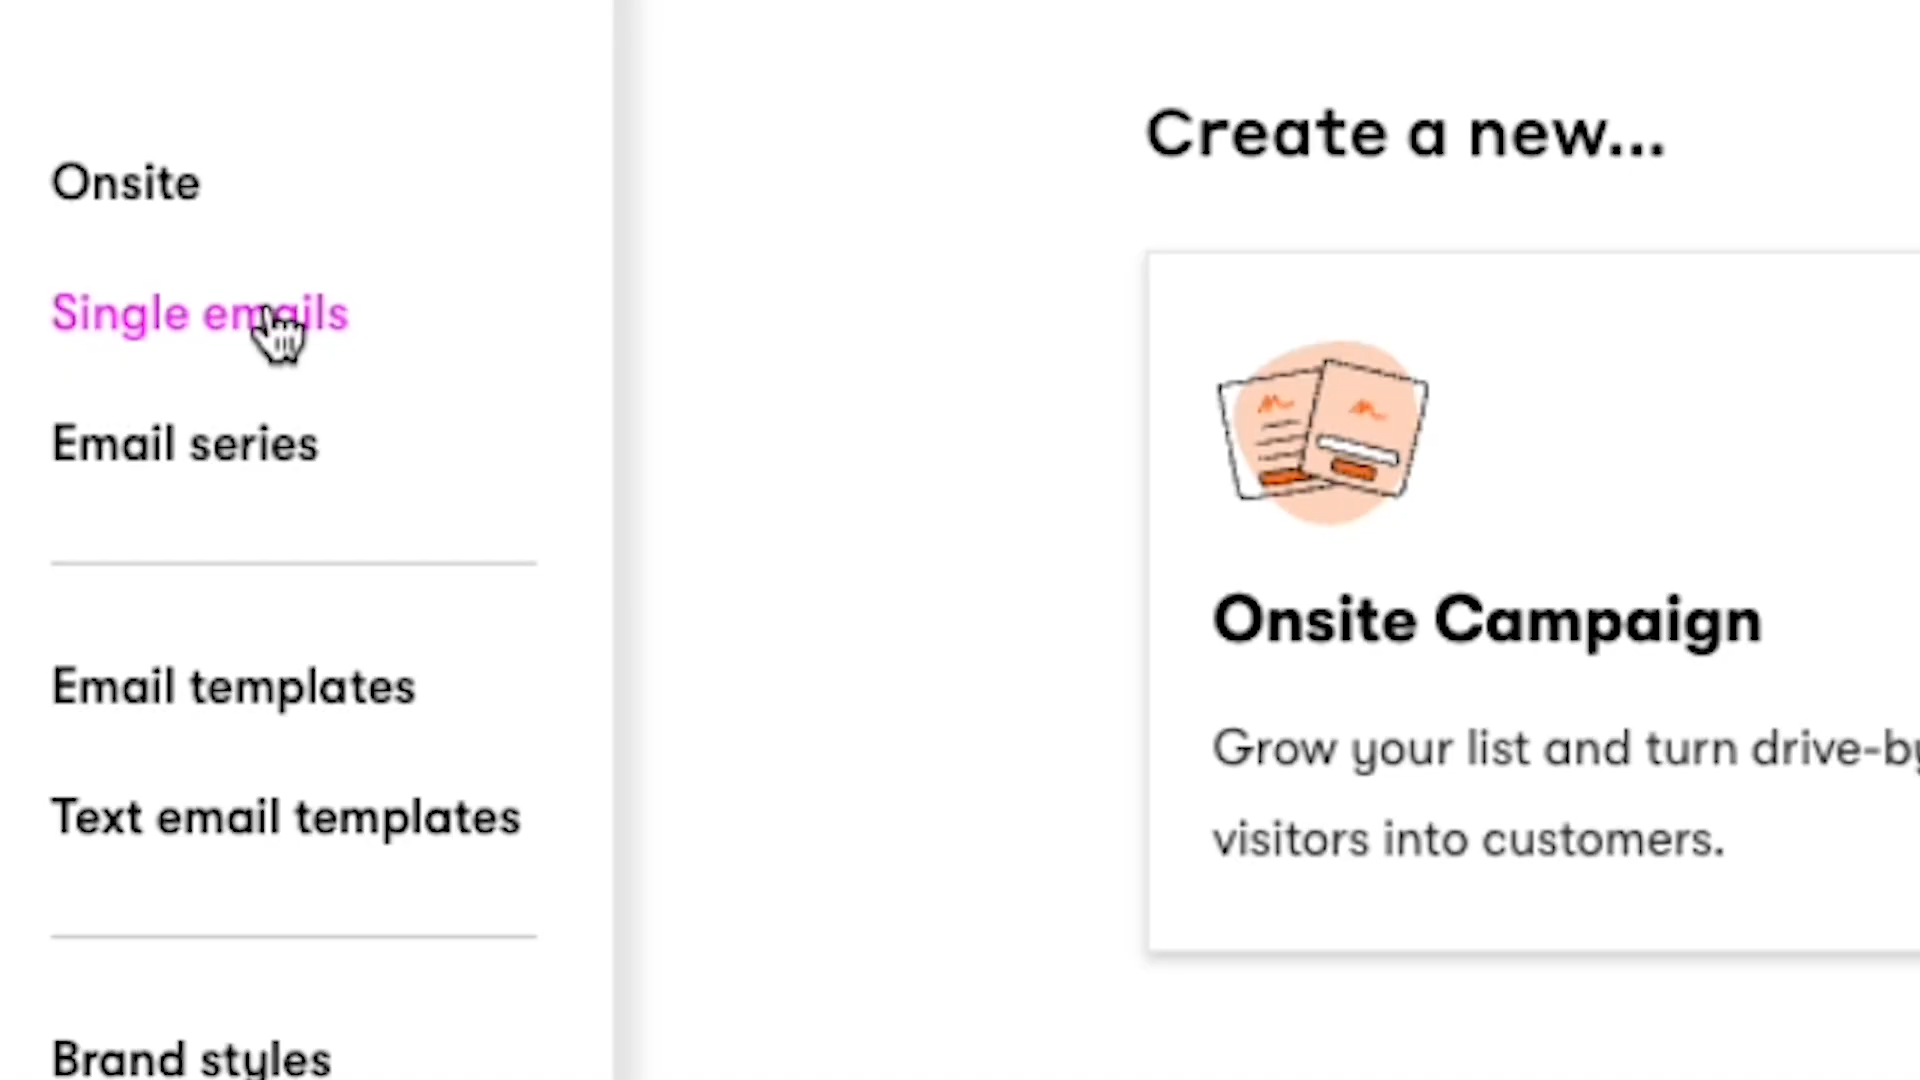 Onsite
Single emails
Email series
Email templates
Text email templates
Brand styles
Create a new...
Onsite Campaign
Grow your list and turn drive-by
visitors into customers.